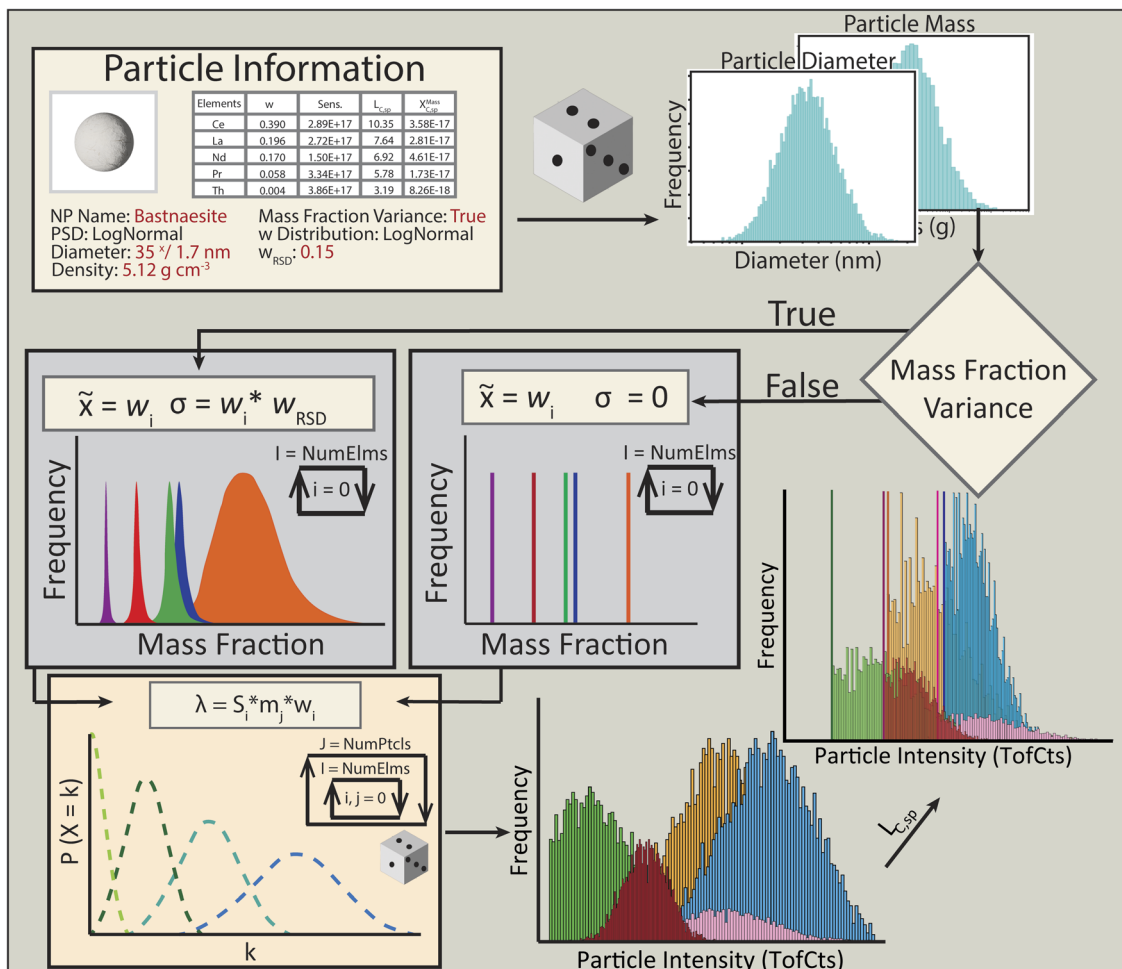 Particle Information
Elements w Sens. L_C,sp X_C,sp^Mass
Ce 0.390 2.89E+17 10.35 3.58E-17
La 0.196 2.72E+17 7.64 2.81E-17
Nd 0.170 1.50E+17 6.92 4.61E-17
Pr 0.058 3.34E+17 5.78 1.73E-17
Th 0.004 3.86E+17 3.19 8.26E-18
NP Name: Bastnaesite
PSD: LogNormal
Diameter: 35 ˣ/ 1.7 nm
Density: 5.12 g cm⁻³
Mass Fraction Variance: True
w Distribution: LogNormal
w_RSD: 0.15
Particle Mass
s (g)
Particle Diameter
Frequency
Diameter (nm)
Mass Fraction
Variance
True
False
x̃ = w_i σ = w_i* w_RSD
I = NumElms
i = 0
Frequency
Mass Fraction
x̃ = w_i σ = 0
I = NumElms
i = 0
Frequency
Mass Fraction
λ = S_i*m_j*w_i
J = NumPtcls
I = NumElms
i, j = 0
P (X = k)
k
Frequency
Particle Intensity (TofCts)
L_C,sp
Frequency
Particle Intensity (TofCts)